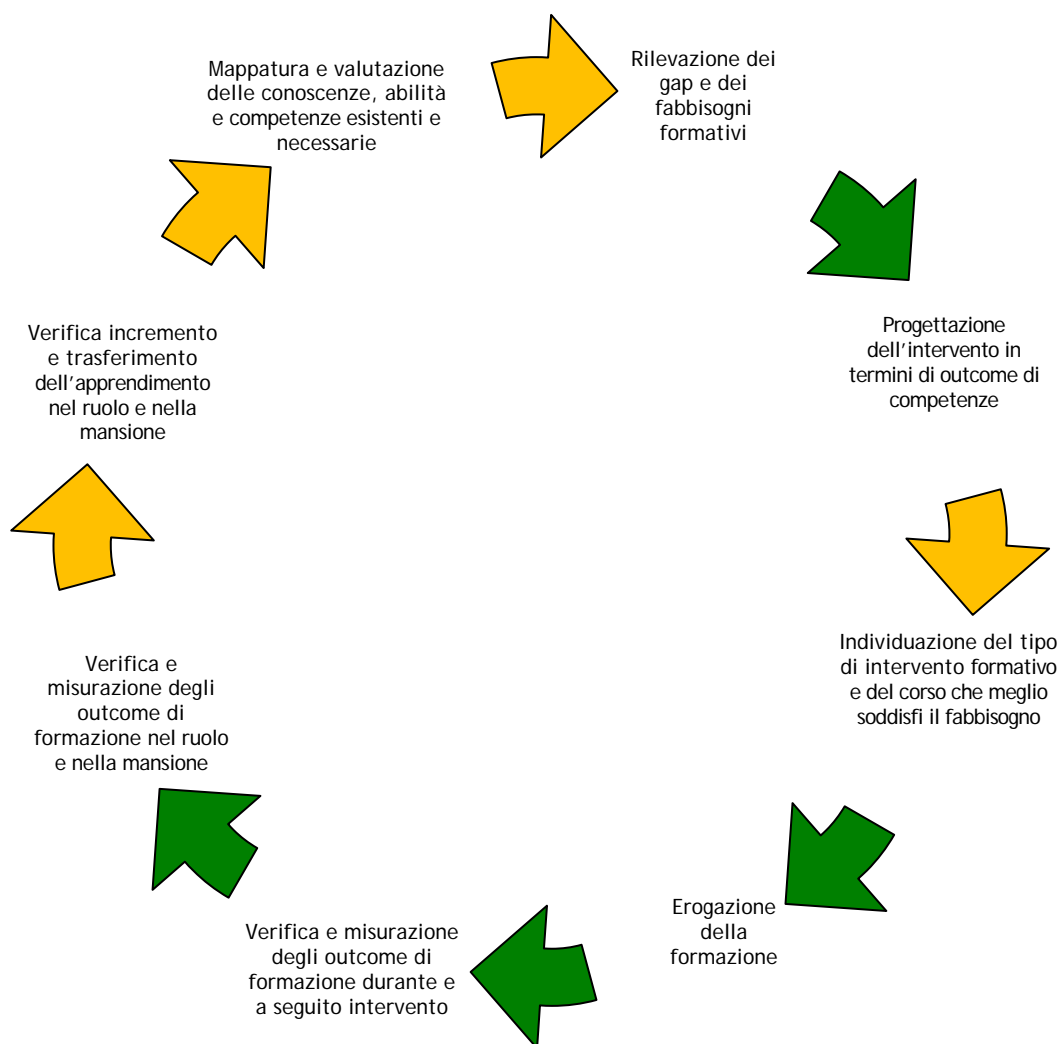 Mappatura e valutazione
delle conoscenze, abilità
e competenze esistenti e
necessarie
Rilevazione dei
gap e dei
fabbisogni
formativi
Progettazione
dell'intervento in
termini di outcome di
competenze
Individuazione del tipo
di intervento formativo
e del corso che meglio
soddisfi il fabbisogno
Erogazione
della
formazione
Verifica e misurazione
degli outcome di
formazione durante e
a seguito intervento
Verifica e
misurazione degli
outcome di
formazione nel ruolo
e nella mansione
Verifica incremento
e trasferimento
dell'apprendimento
nel ruolo e nella
mansione